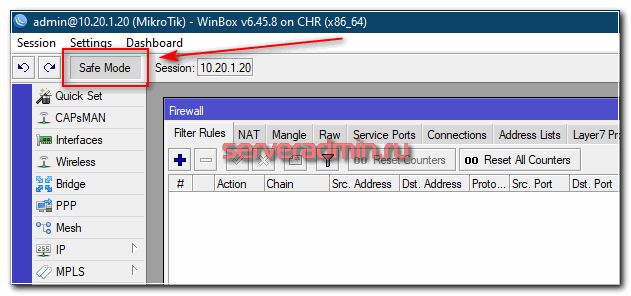 admin@10.20.1.20 (MikroTik) - WinBox v6.45.8 on CHR (x86_64)
Session Settings Dashboard
Safe Mode Session: 10.20.1.20
Quick Set
CAPsMAN
Interfaces
Wireless
Bridge
PPP
Mesh
IP
MPLS
Firewall
Filter Rules NAT Mangle Raw Service Ports Connections Address Lists Layer7 Pr
00 Reset Counters 00 Reset All Counters
serveradmin.ru
# Action Chain Src. Address Dst. Address Proto... Src. Port Dst. Port